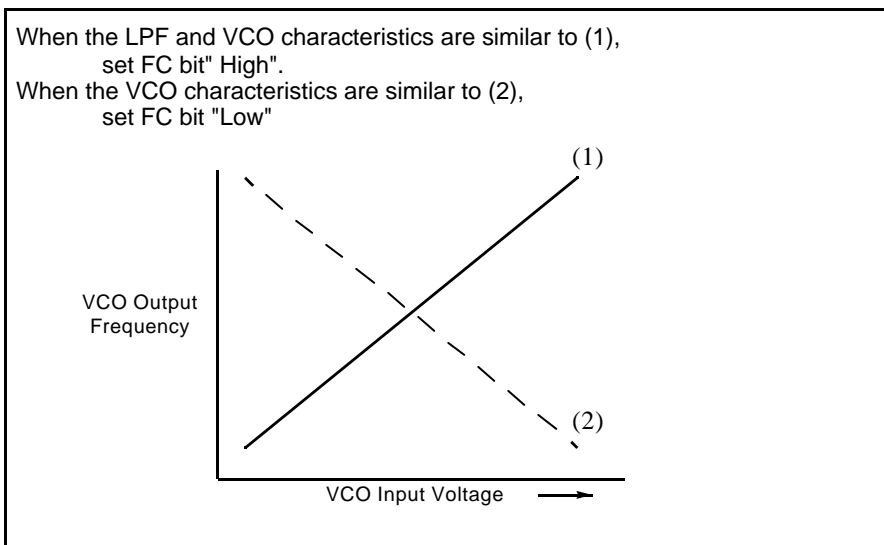 When the LPF and VCO characteristics are similar to (1),
set FC bit" High".
When the VCO characteristics are similar to (2),
set FC bit "Low"
(1)
VCO Output
Frequency
(2)
VCO Input Voltage